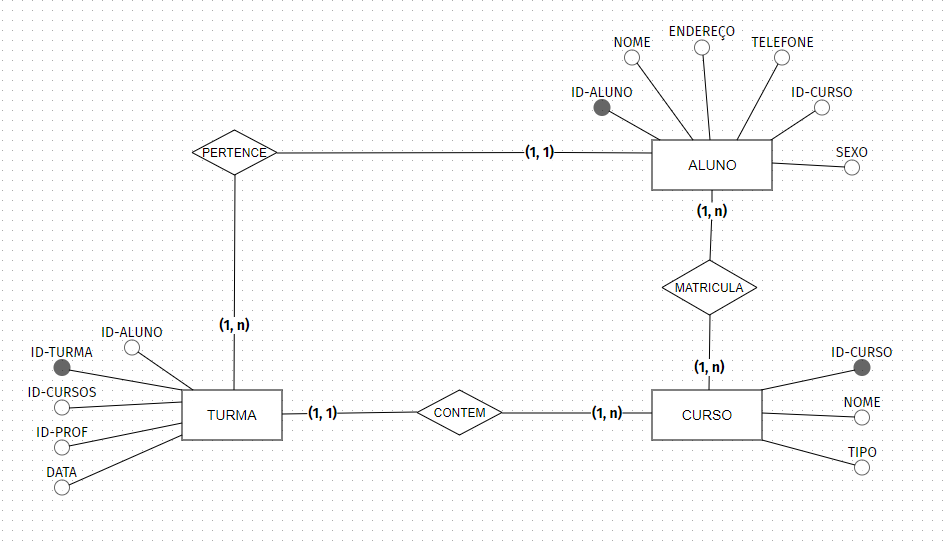 ENDEREÇO
NOME
TELEFONE
ID-ALUNO
ID-CURSO
SEXO
PERTENCE
(1, 1)
ALUNO
(1, n)
MATRICULA
(1, n)
ID-ALUNO
ID-TURMA
ID-CURSOS
ID-PROF
DATA
TURMA
(1, 1)
CONTEM
(1, n)
CURSO
(1, n)
ID-CURSO
NOME
TIPO